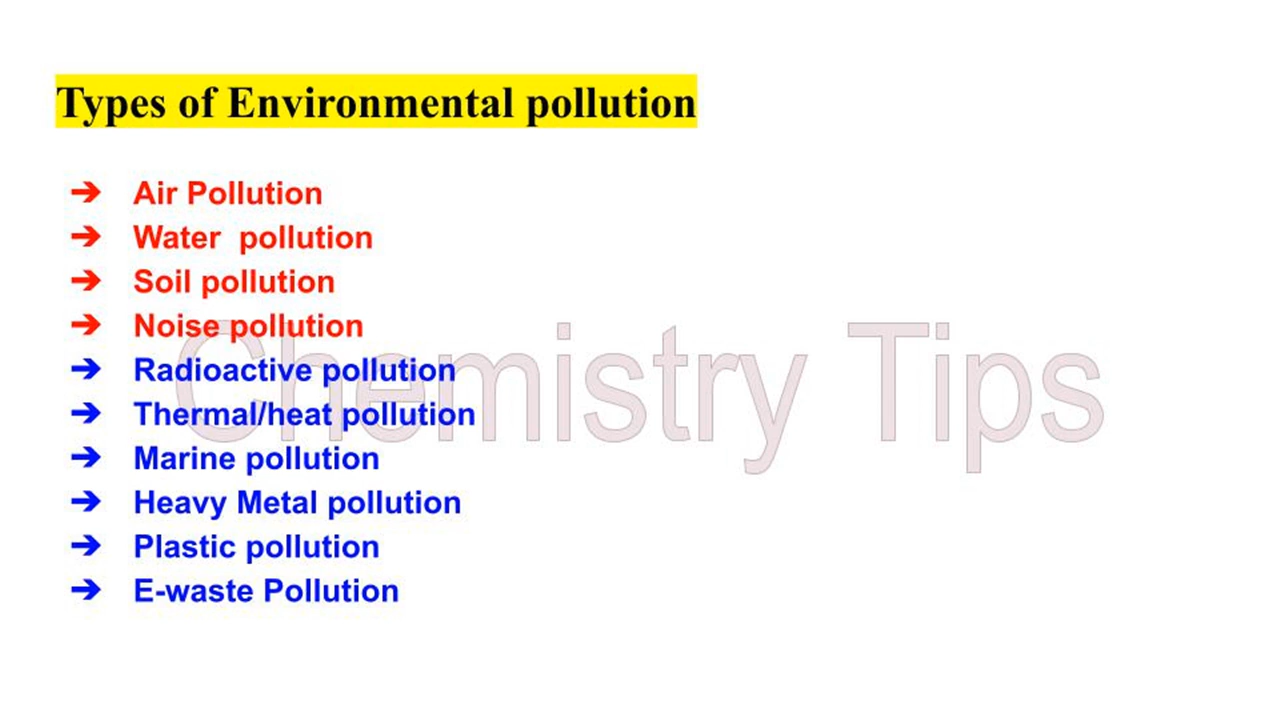 Types of Environmental pollution
➔ Air Pollution
➔ Water  pollution
➔ Soil pollution
➔ Noise pollution
➔ Radioactive pollution
➔ Thermal/heat pollution
➔ Marine pollution
➔ Heavy Metal pollution
➔ Plastic pollution
➔ E-waste Pollution
Chemistry Tips